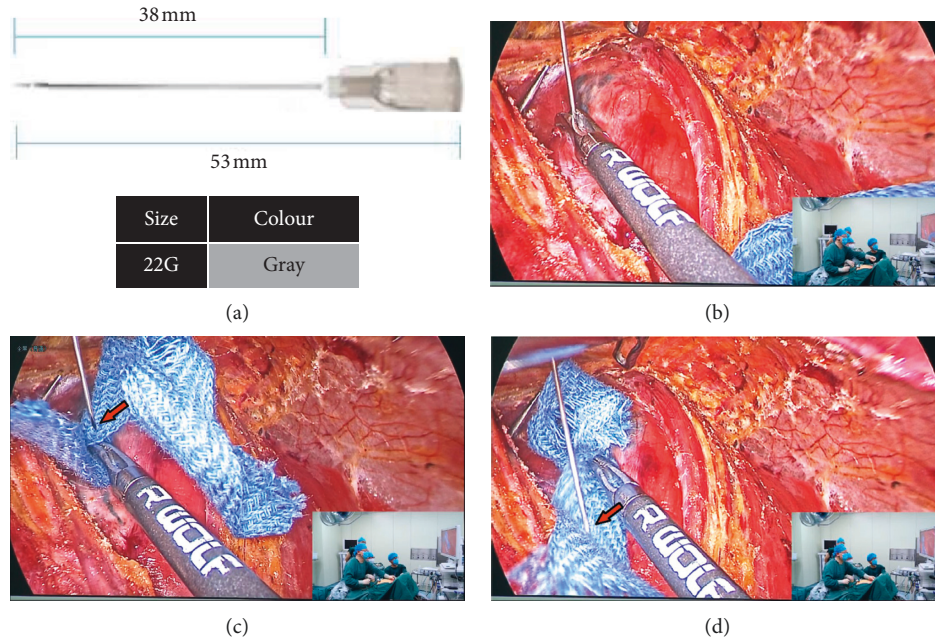 38 mm
53 mm
Size Colour
22G Gray
(a)
R WOLF
(b)
R WOLF
(c)
R WOLF
(d)